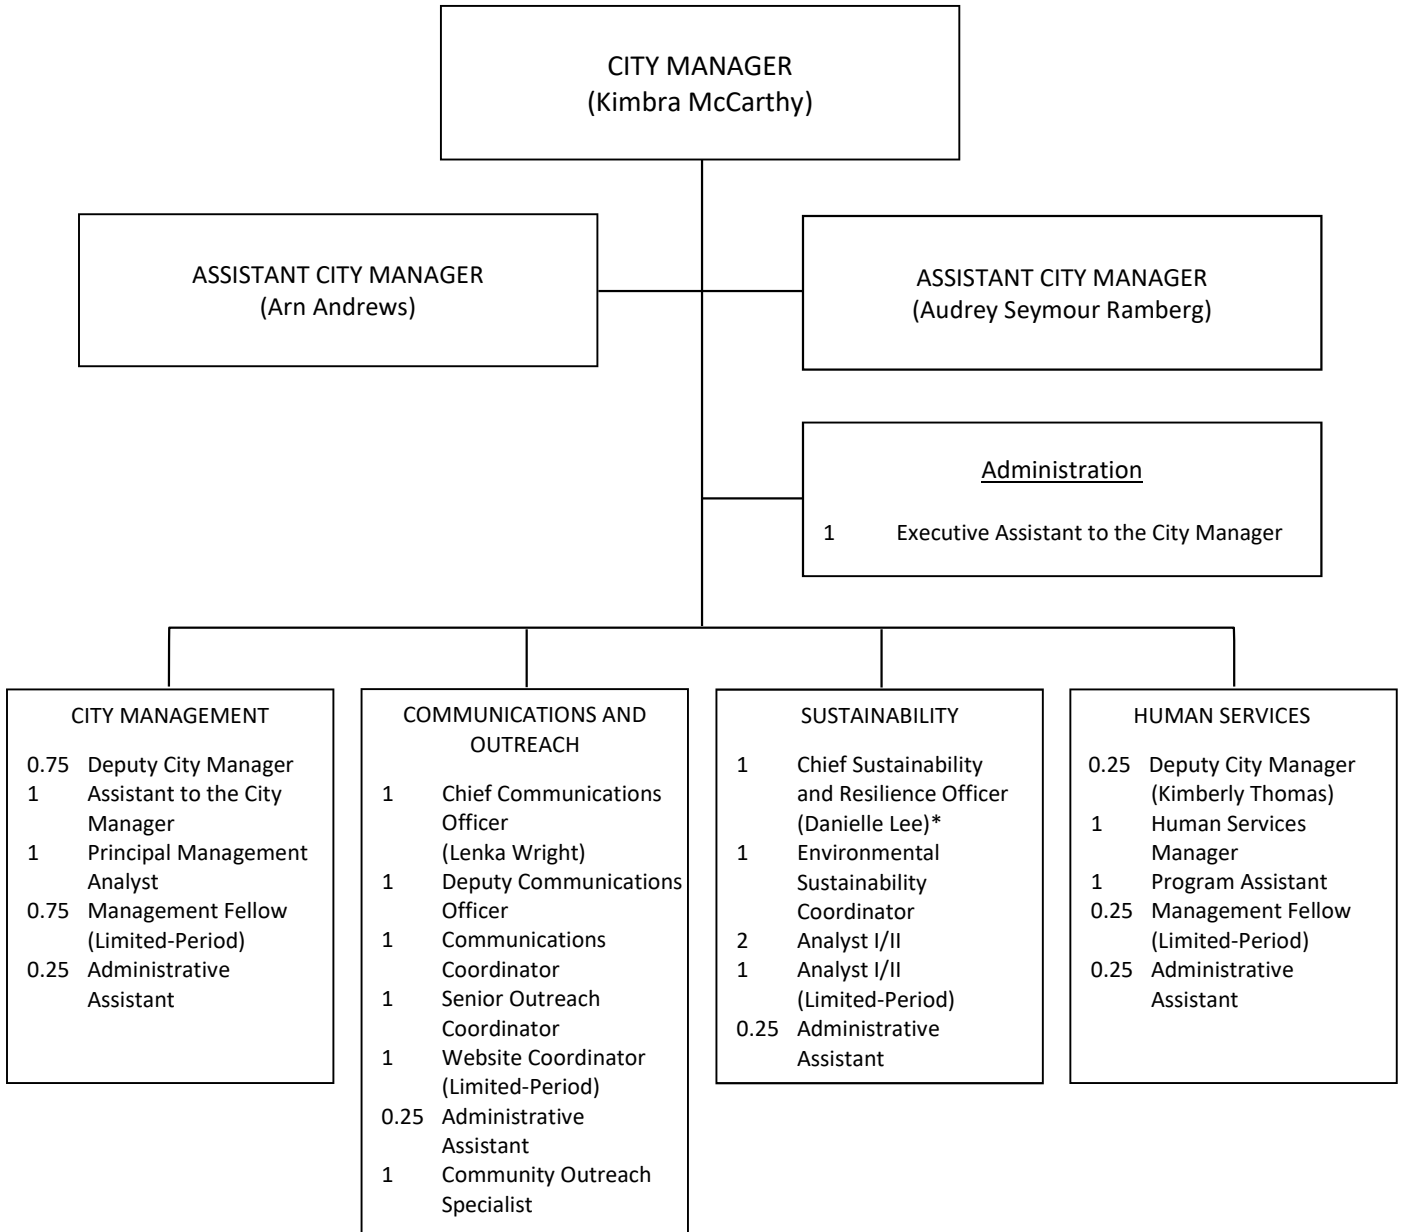 CITY MANAGER
(Kimbra McCarthy)
ASSISTANT CITY MANAGER
(Arn Andrews)
ASSISTANT CITY MANAGER
(Audrey Seymour Ramberg)
Administration
1 Executive Assistant to the City Manager
CITY MANAGEMENT
0.75 Deputy City Manager
1 Assistant to the City
Manager
1 Principal Management
Analyst
0.75 Management Fellow
(Limited-Period)
0.25 Administrative
Assistant
COMMUNICATIONS AND
OUTREACH
1 Chief Communications
Officer
(Lenka Wright)
1 Deputy Communications
Officer
1 Communications
Coordinator
1 Senior Outreach
Coordinator
1 Website Coordinator
(Limited-Period)
0.25 Administrative
Assistant
1 Community Outreach
Specialist
SUSTAINABILITY
1 Chief Sustainability
and Resilience Officer
(Danielle Lee)*
1 Environmental
Sustainability
Coordinator
2 Analyst I/II
1 Analyst I/II
(Limited-Period)
0.25 Administrative
Assistant
HUMAN SERVICES
0.25 Deputy City Manager
(Kimberly Thomas)
1 Human Services
Manager
1 Program Assistant
0.25 Management Fellow
(Limited-Period)
0.25 Administrative
Assistant